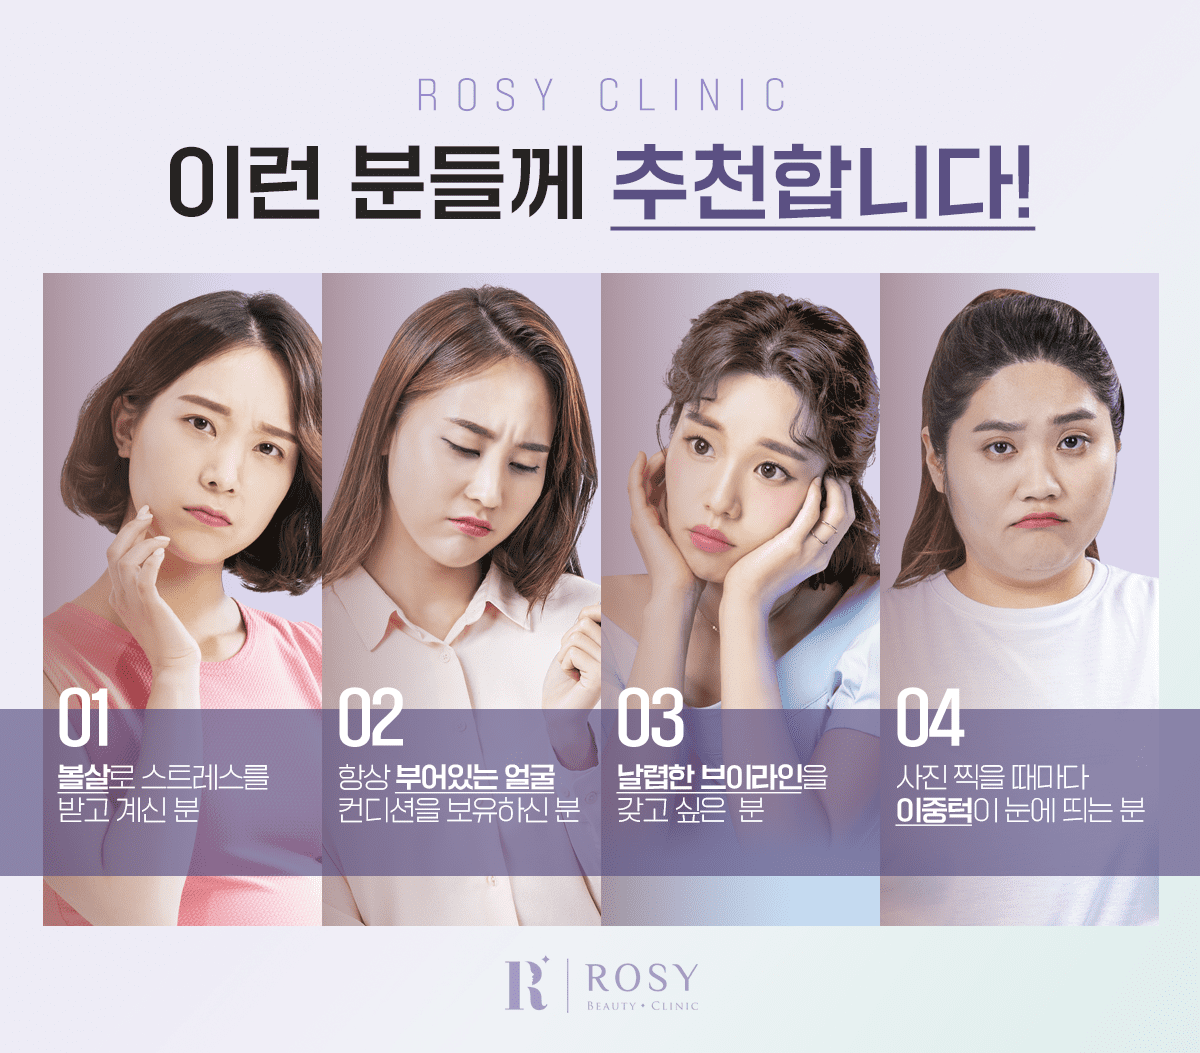 ROSY CLINIC
이런 분들께 추천합니다!
01
볼살로 스트레스를
받고 계신 분
02
항상 부어있는 얼굴
컨디션을 보유하신 분
03
날렵한 브이라인을
갖고 싶은 분
04
사진 찍을 때마다
이중턱이 눈에 띄는 분
R
ROSY
BEAUTY • CLINIC